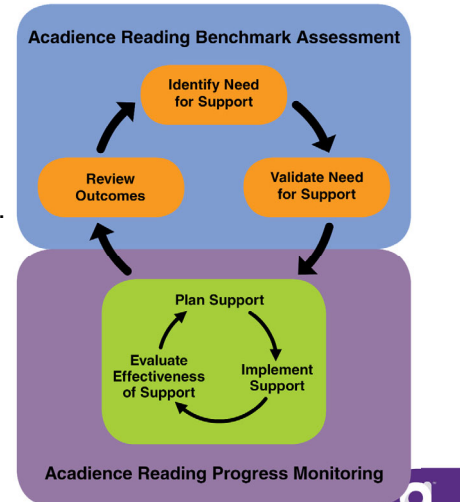 Acadience Reading Benchmark Assessment
Identify Need
for Support
Validate Need
for Support
Review
Outcomes
Plan Support
Implement
Support
Evaluate
Effectiveness
of Support
Acadience Reading Progress Monitoring